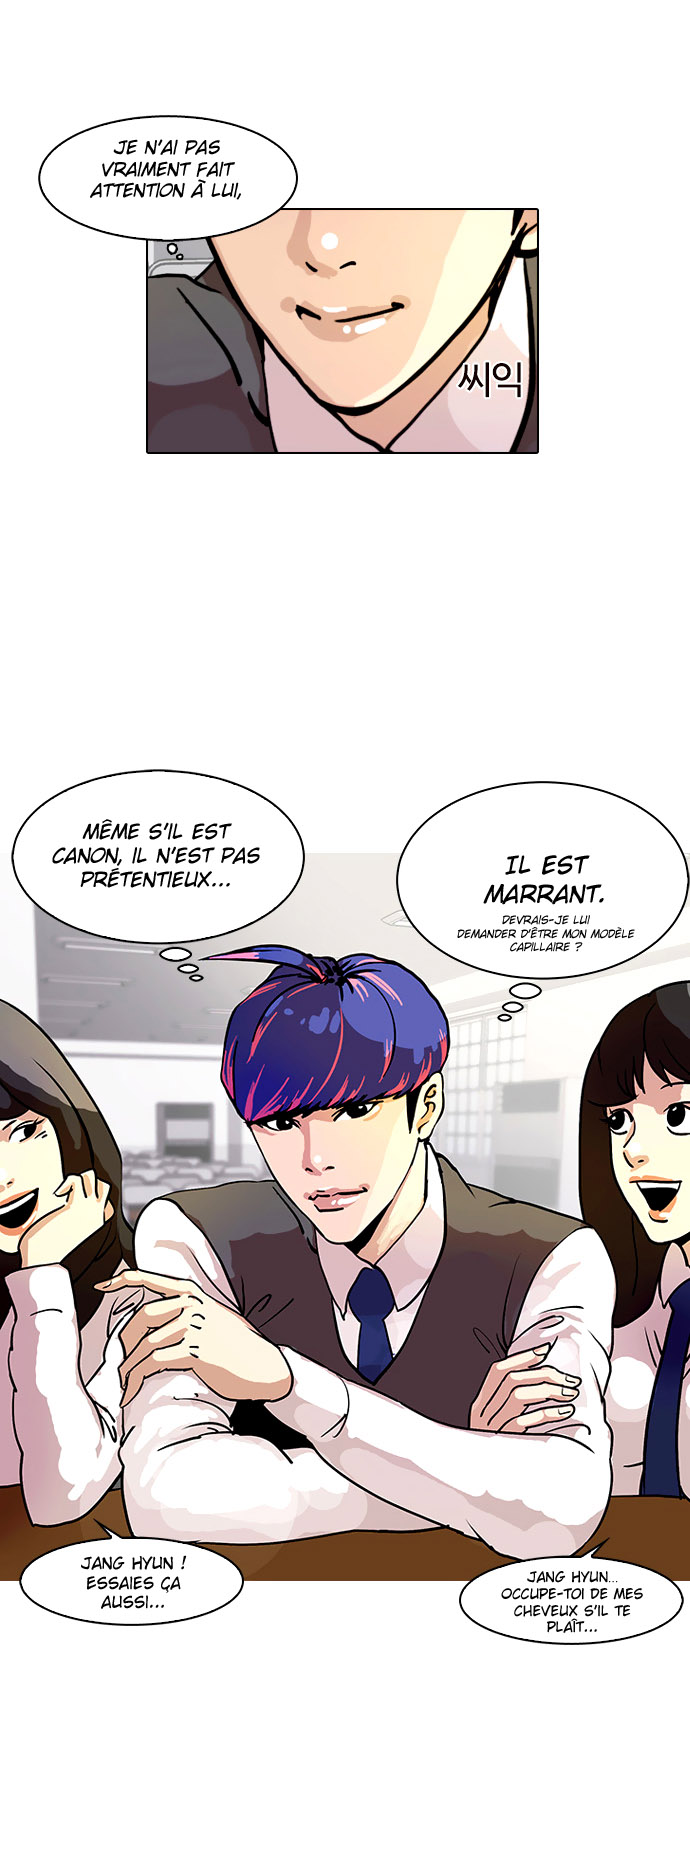 JE N'AI PAS
VRAIMENT FAIT
ATTENTION À LUI,
씨익
MÊME S'IL EST
CANON, IL N'EST PAS
PRÉTENTIEUX...
IL EST
MARRANT.
DEVRAIS-JE LUI
DEMANDER D'ÊTRE MON MODÈLE
CAPILLAIRE ?
JANG HYUN !
ESSAIES ÇA
AUSSI...
JANG HYUN...
OCCUPE-TOI DE MES
CHEVEUX S'IL TE
PLAÎT...